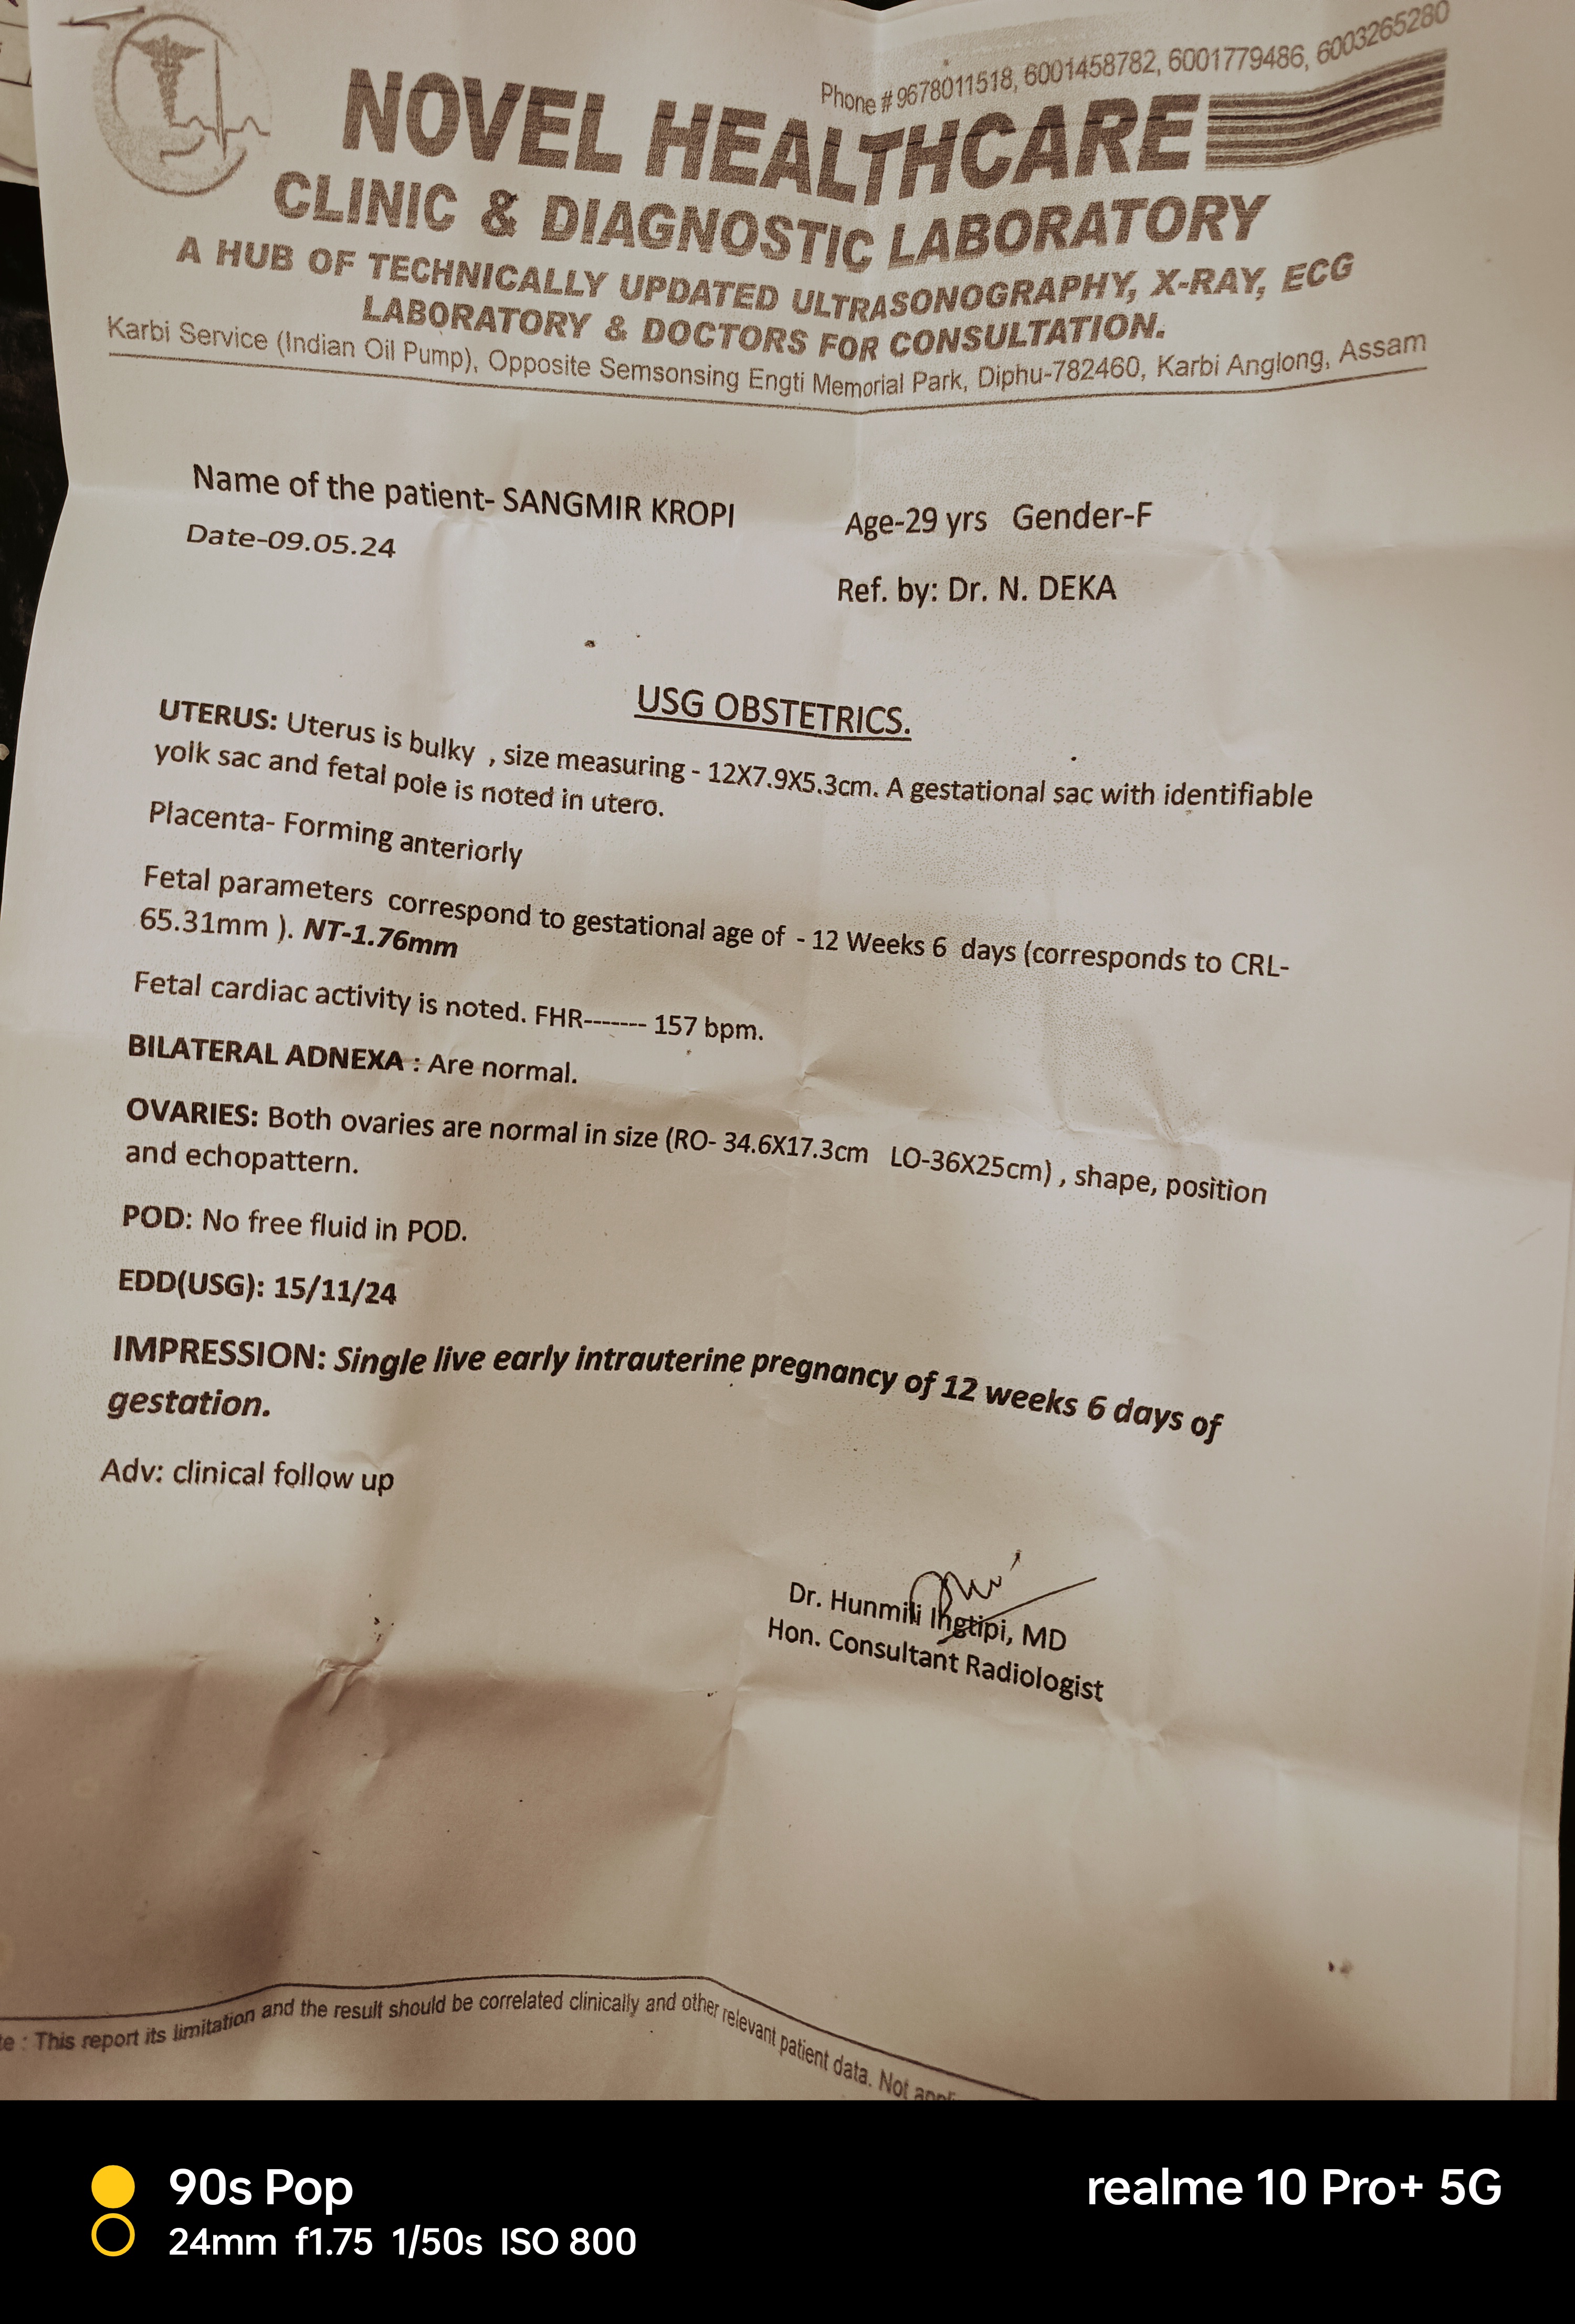 Phone # 9678011518, 6001458782, 6001779486, 6003265280
NOVEL HEALTHCARE
CLINIC & DIAGNOSTIC LABORATORY
A HUB OF TECHNICALLY UPDATED ULTRASONOGRAPHY, X-RAY, ECG
LABORATORY & DOCTORS FOR CONSULTATION.
Karbi Service (Indian Oil Pump), Opposite Semsonsing Engti Memorial Park, Diphu-782460, Karbi Anglong, Assam
Name of the patient- SANGMIR KROPI
Age-29 yrs Gender-F
Date-09.05.24
Ref. by: Dr. N. DEKA
USG OBSTETRICS.
UTERUS: Uterus is bulky , size measuring - 12X7.9X5.3cm. A gestational sac with identifiable
yolk sac and fetal pole is noted in utero.
Placenta- Forming anteriorly
Fetal parameters correspond to gestational age of - 12 Weeks 6 days (corresponds to CRL-
65.31mm ). NT-1.76mm
Fetal cardiac activity is noted. FHR------- 157 bpm.
BILATERAL ADNEXA : Are normal.
OVARIES: Both ovaries are normal in size (RO- 34.6X17.3cm LO-36X25cm) , shape, position
and echopattern.
POD: No free fluid in POD.
EDD(USG): 15/11/24
IMPRESSION: Single live early intrauterine pregnancy of 12 weeks 6 days of
gestation.
Adv: clinical follow up
Dr. Hunmili Ingtipi, MD
Hon. Consultant Radiologist
: This report its limitation and the result should be correlated clinically and other relevant patient data. Not
90s Pop
realme 10 Pro+ 5G
24mm f1.75 1/50s ISO 800